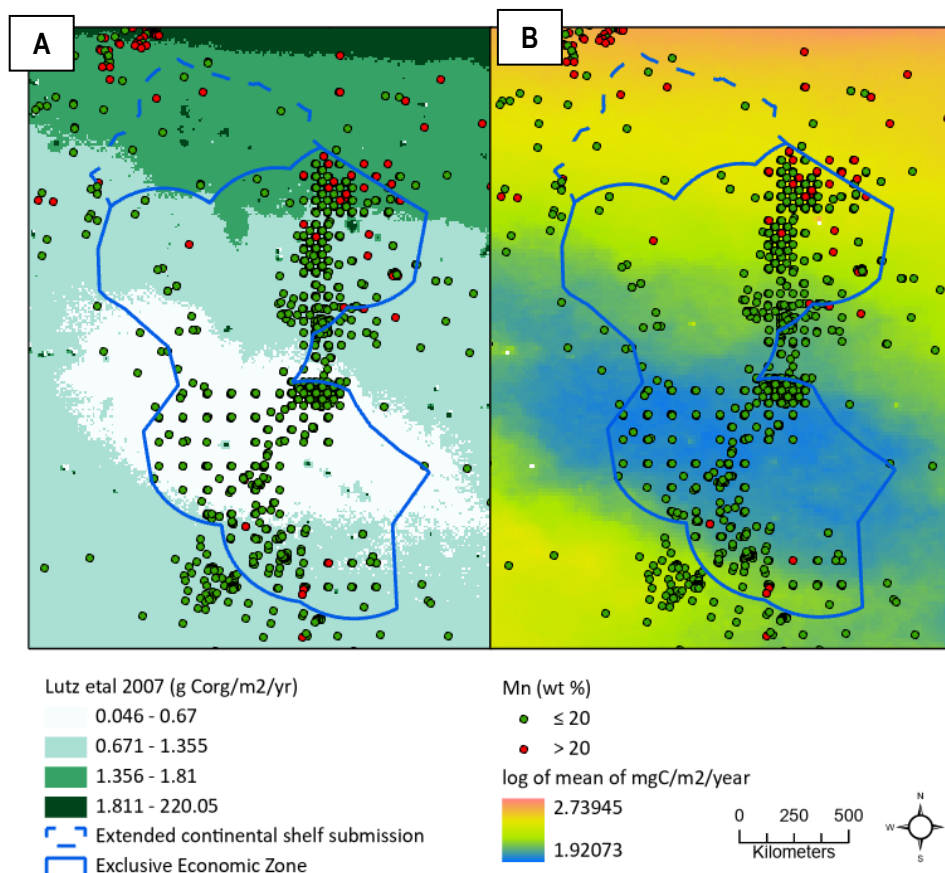 A
B
Lutz etal 2007 (g Corg/m2/yr)
0.046 - 0.67
0.671 - 1.355
1.356 - 1.81
1.811 - 220.05
Extended continental shelf submission
Exclusive Economic Zone
Mn (wt %)
≤ 20
> 20
log of mean of mgC/m2/year
2.73945
1.92073
0 250 500
Kilometers
N
W E
S